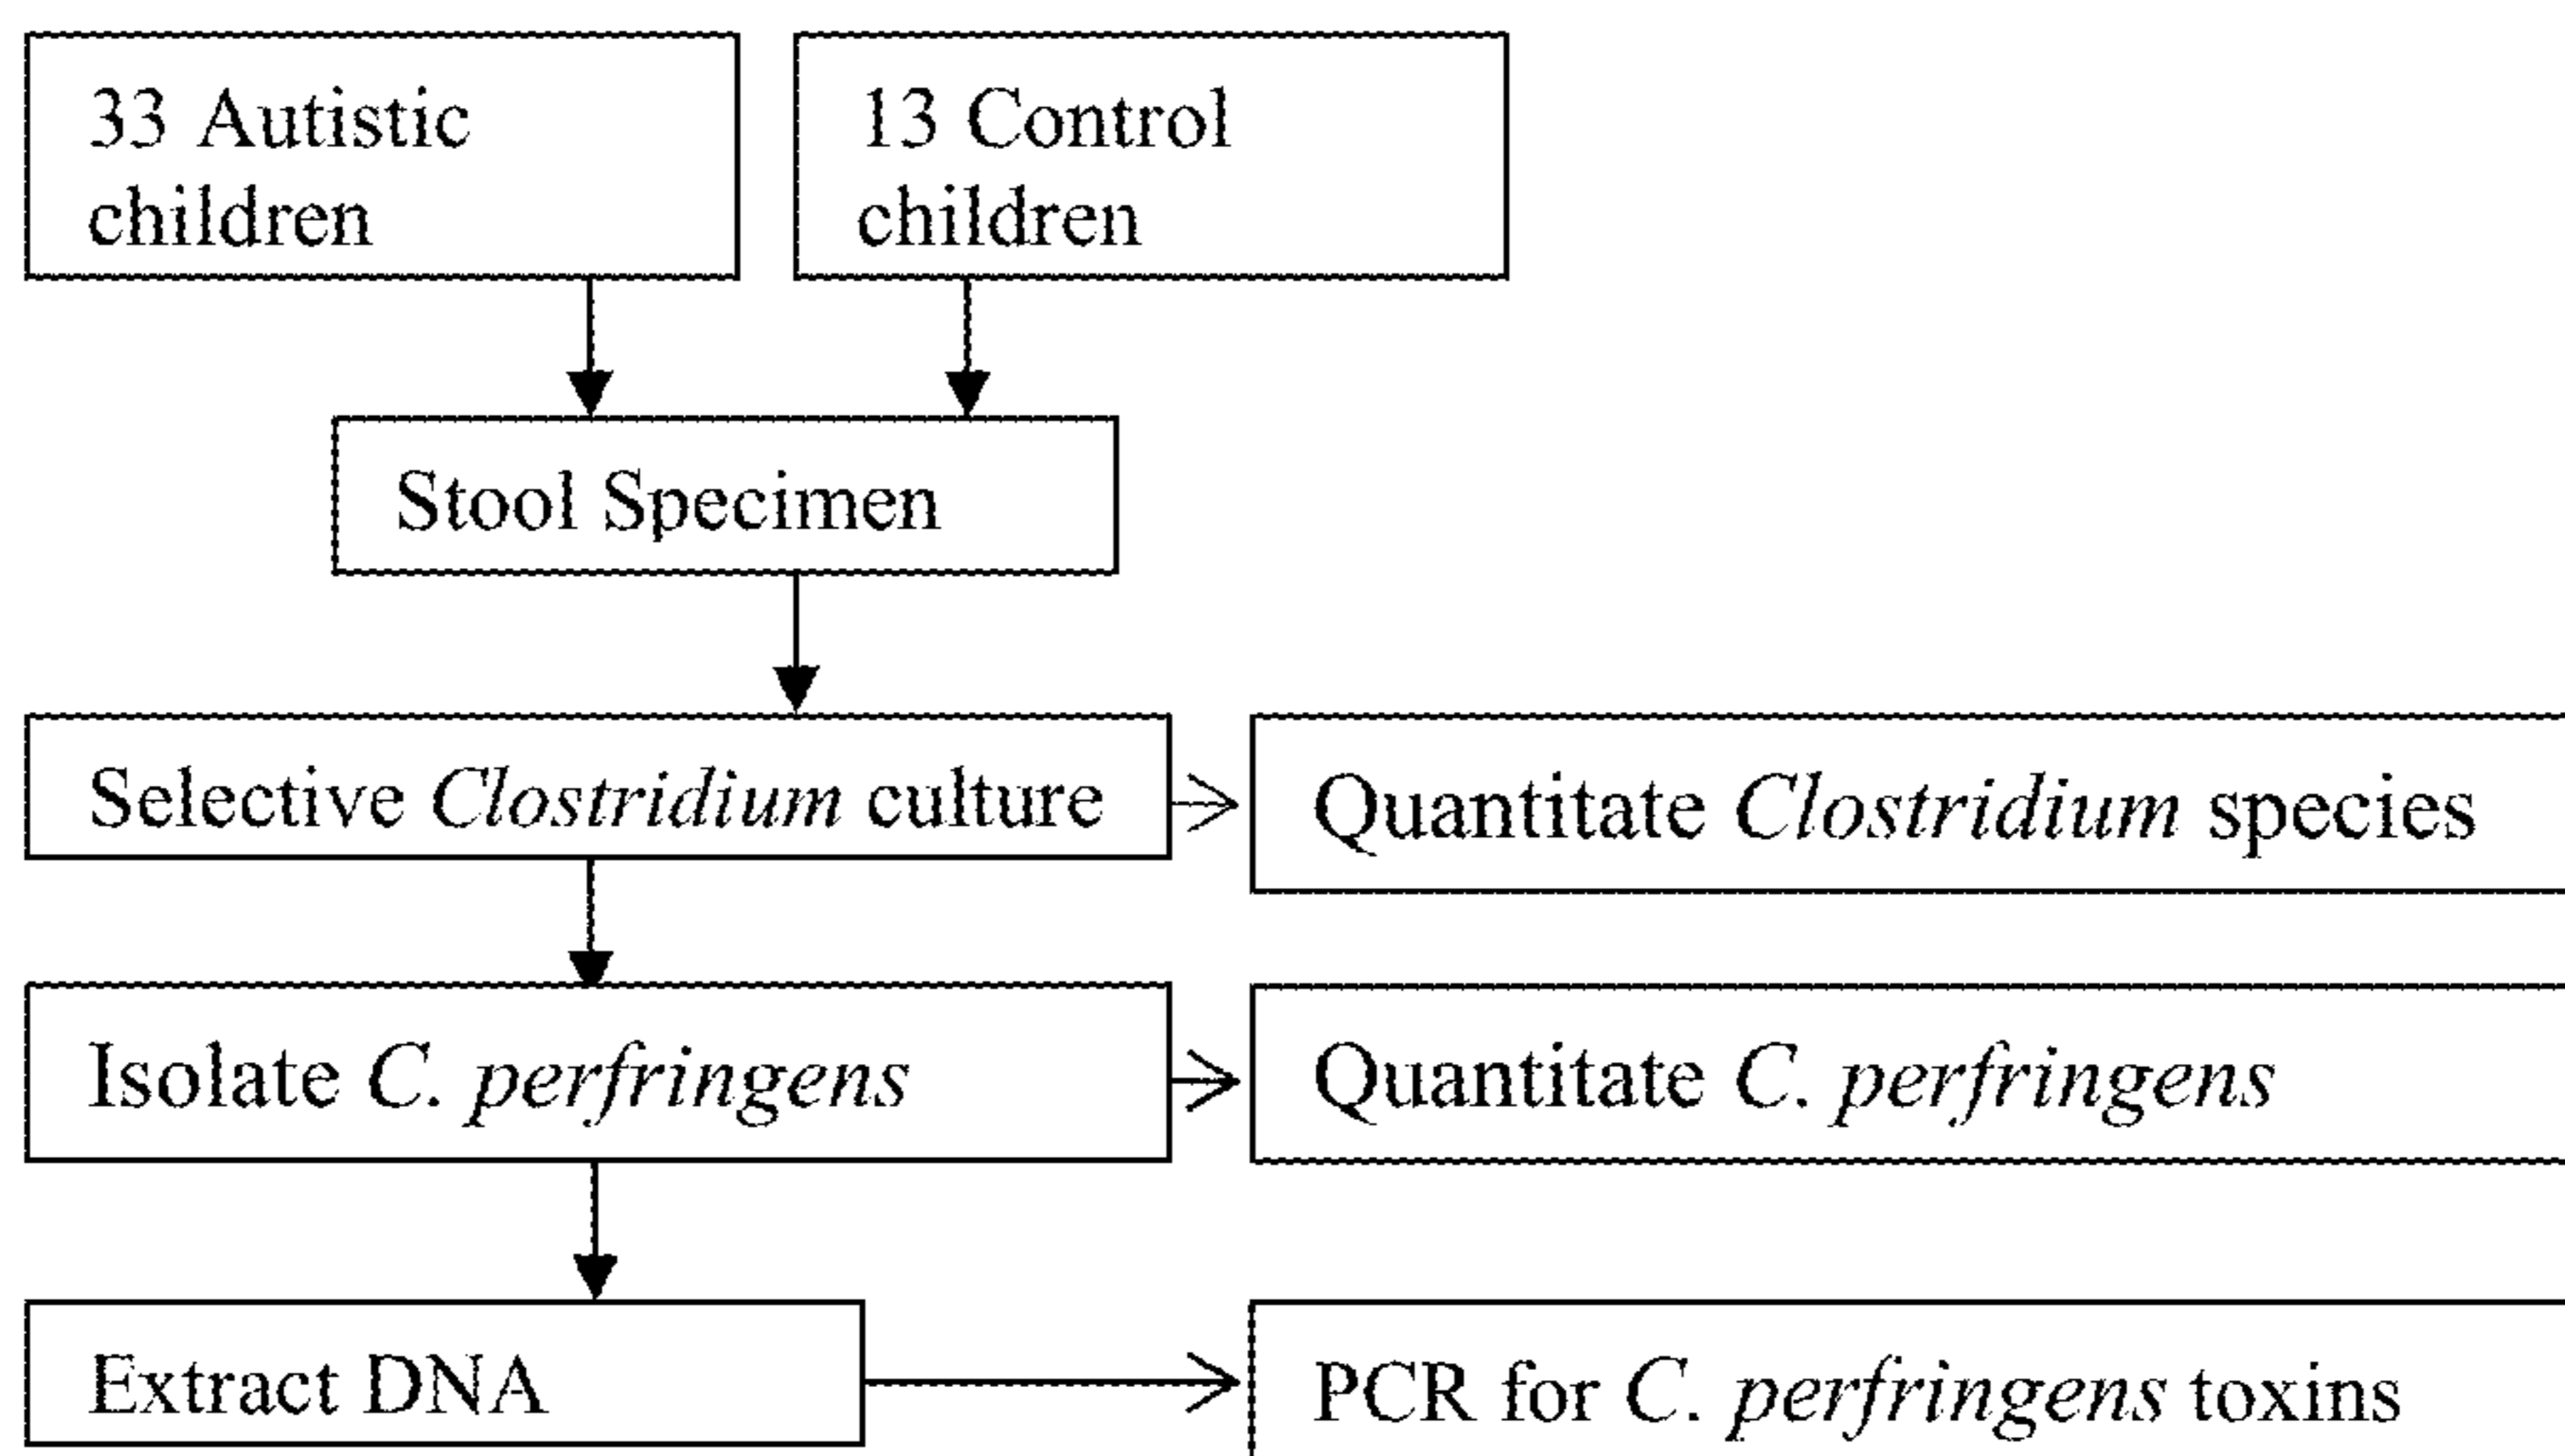 33 Autistic
children
13 Control
children
Stool Specimen
Selective Clostridium culture
Quantitate Clostridium species
Isolate C. perfringens
Quantitate C. perfringens
Extract DNA
PCR for C. perfringens toxins